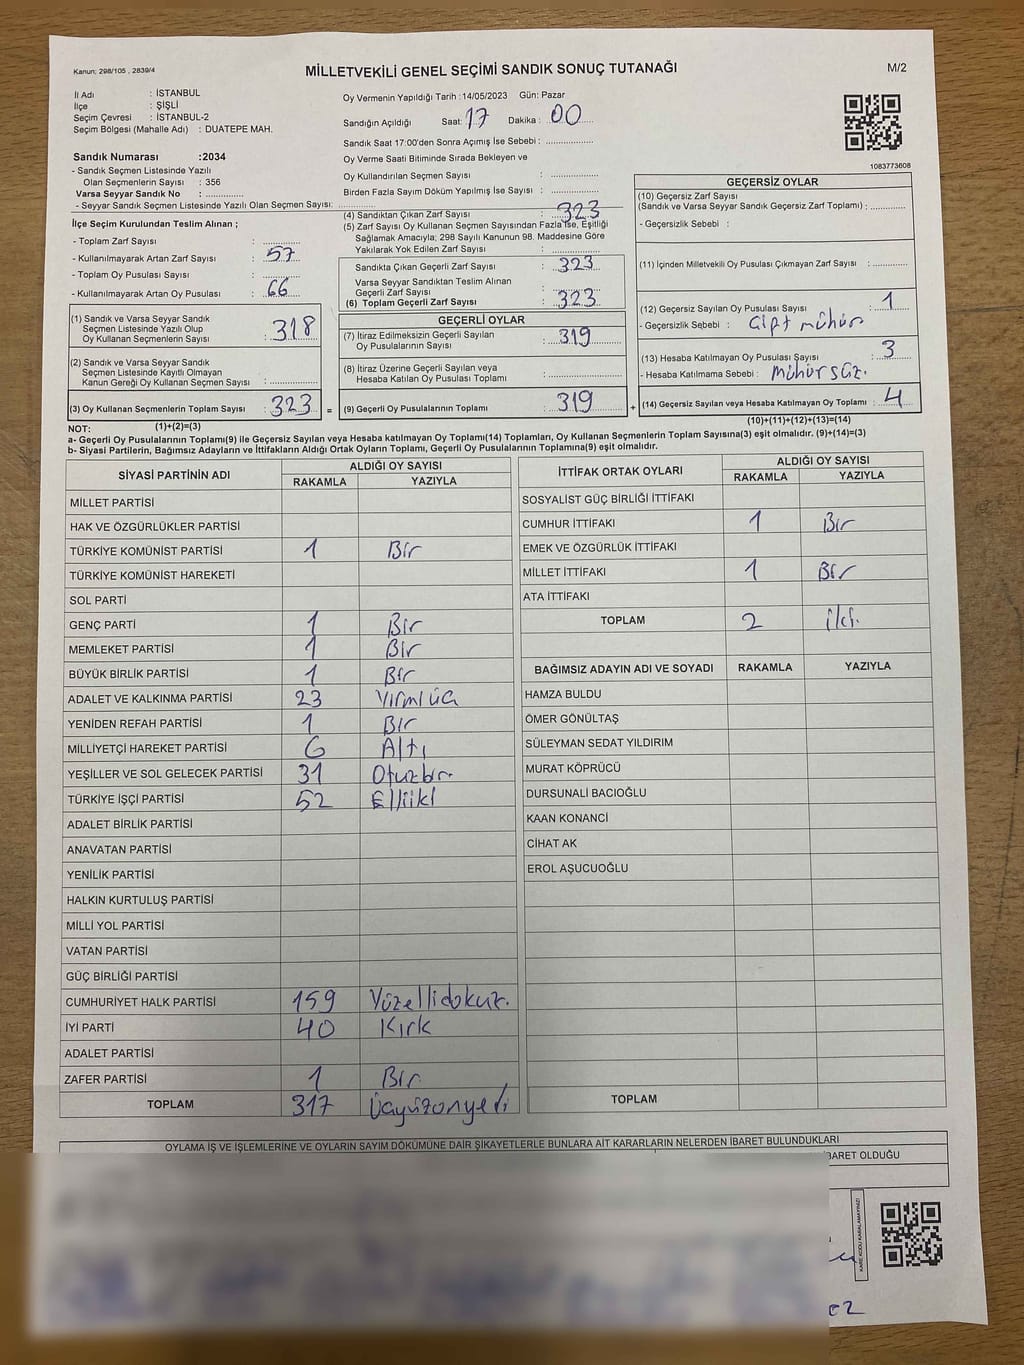 Kanun: 298/105 , 2839/4
MİLLETVEKİLİ GENEL SEÇİMİ SANDIK SONUÇ TUTANAĞI
M/2
İl Adı : İSTANBUL
İlçe : ŞİŞLİ
Seçim Çevresi : İSTANBUL-2
Seçim Bölgesi (Mahalle Adı) : DUATEPE MAH.
Sandık Numarası :2034
- Sandık Seçmen Listesinde Yazılı
Olan Seçmenlerin Sayısı : 356
Varsa Seyyar Sandık No : ..............
- Seyyar Sandık Seçmen Listesinde Yazılı Olan Seçmen Sayısı: ..............
İlçe Seçim Kurulundan Teslim Alınan ;
- Toplam Zarf Sayısı : ..............
- Kullanılmayarak Artan Zarf Sayısı : 57
- Toplam Oy Pusulası Sayısı : ..............
- Kullanılmayarak Artan Oy Pusulası : 66
(1) Sandık ve Varsa Seyyar Sandık
Seçmen Listesinde Yazılı Olup
Oy Kullanan Seçmenlerin Sayısı : 318
(2) Sandık ve Varsa Seyyar Sandık
Seçmen Listesinde Kayıtlı Olmayan
Kanun Gereği Oy Kullanan Seçmen Sayısı : ..............
(3) Oy Kullanan Seçmenlerin Toplam Sayısı : 323 =
Oy Vermenin Yapıldığı Tarih :14/05/2023 Gün: Pazar
Sandığın Açıldığı Saat: 17 Dakika : 00
Sandık Saat 17:00'den Sonra Açımış İse Sebebi : ..............
Oy Verme Saati Bitiminde Sırada Bekleyen ve
Oy Kullandırılan Seçmen Sayısı : ..............
Birden Fazla Sayım Döküm Yapılmış İse Sayısı : ..............
(4) Sandıktan Çıkan Zarf Sayısı : 323
(5) Zarf Sayısı Oy Kullanan Seçmen Sayısından Fazla İse, Eşitliği
Sağlamak Amacıyla; 298 Sayılı Kanunun 98. Maddesine Göre
Yakılarak Yok Edilen Zarf Sayısı : ..............
Sandıkta Çıkan Geçerli Zarf Sayısı : 323
Varsa Seyyar Sandıktan Teslim Alınan
Geçerli Zarf Sayısı : ..............
(6) Toplam Geçerli Zarf Sayısı : 323
GEÇERLİ OYLAR
(7) İtiraz Edilmeksizin Geçerli Sayılan
Oy Pusulalarının Sayısı : 319
(8) İtiraz Üzerine Geçerli Sayılan veya
Hesaba Katılan Oy Pusulası Toplamı : ..............
(9) Geçerli Oy Pusulalarının Toplamı : 319 +
1083773608
GEÇERSİZ OYLAR
(10) Geçersiz Zarf Sayısı
(Sandık ve Varsa Seyyar Sandık Geçersiz Zarf Toplamı) : ..............
- Geçersizlik Sebebi :
(11) İçinden Milletvekili Oy Pusulası Çıkmayan Zarf Sayısı : ..............
(12) Geçersiz Sayılan Oy Pusulası Sayısı : 1
- Geçersizlik Sebebi : Çift mühür
(13) Hesaba Katılmayan Oy Pusulası Sayısı : 3
- Hesaba Katılmama Sebebi : mühürsüz.
(14) Geçersiz Sayılan veya Hesaba Katılmayan Oy Toplamı : 4
NOT: (1)+(2)=(3)
(10)+(11)+(12)+(13)=(14)
a- Geçerli Oy Pusulalarının Toplamı(9) ile Geçersiz Sayılan veya Hesaba katılmayan Oy Toplamı(14) Toplamları, Oy Kullanan Seçmenlerin Toplam Sayısına(3) eşit olmalıdır. (9)+(14)=(3)
b- Siyasi Partilerin, Bağımsız Adayların ve İttifakların Aldığı Ortak Oyların Toplamı, Geçerli Oy Pusulalarının Toplamına(9) eşit olmalıdır.
SİYASİ PARTİNİN ADI ALDIĞI OY SAYISI
RAKAMLA YAZIYLA
MİLLET PARTİSİ
HAK VE ÖZGÜRLÜKLER PARTİSİ
TÜRKİYE KOMÜNİST PARTİSİ 1 Bir
TÜRKİYE KOMÜNİST HAREKETİ
SOL PARTİ
GENÇ PARTİ 1 Bir
MEMLEKET PARTİSİ 1 Bir
BÜYÜK BİRLİK PARTİSİ 1 Bir
ADALET VE KALKINMA PARTİSİ 23 Yirmi üç
YENİDEN REFAH PARTİSİ 1 Bir
MİLLİYETÇİ HAREKET PARTİSİ 6 Altı
YEŞİLLER VE SOL GELECEK PARTİSİ 31 Otuzbir
TÜRKİYE İŞÇİ PARTİSİ 52 Elliiki
ADALET BİRLİK PARTİSİ
ANAVATAN PARTİSİ
YENİLİK PARTİSİ
HALKIN KURTULUŞ PARTİSİ
MİLLİ YOL PARTİSİ
VATAN PARTİSİ
GÜÇ BİRLİĞİ PARTİSİ
CUMHURİYET HALK PARTİSİ 159 Yüzellidokuz.
İYİ PARTİ 40 Kırk
ADALET PARTİSİ
ZAFER PARTİSİ 1 Bir
TOPLAM 317 Üçyüzonyedi
İTTİFAK ORTAK OYLARI ALDIĞI OY SAYISI
RAKAMLA YAZIYLA
SOSYALİST GÜÇ BİRLİĞİ İTTİFAKI
CUMHUR İTTİFAKI 1 Bir
EMEK VE ÖZGÜRLÜK İTTİFAKI
MİLLET İTTİFAKI 1 Bir
ATA İTTİFAKI
TOPLAM 2 iki.
BAĞIMSIZ ADAYIN ADI VE SOYADI RAKAMLA YAZIYLA
HAMZA BULDU
ÖMER GÖNÜLTAŞ
SÜLEYMAN SEDAT YILDIRIM
MURAT KÖPRÜCÜ
DURSUNALİ BACIOĞLU
KAAN KONANCİ
CİHAT AK
EROL AŞUCUOĞLU
TOPLAM
OYLAMA İŞ VE İŞLEMLERİNE VE OYLARIN SAYIM DÖKÜMÜNE DAİR ŞİKAYETLERLE BUNLARA AİT KARARLARIN NELERDEN İBARET BULUNDUKLARI
İBARET OLDUĞU
KARE KODU KARALAMAYINIZ!